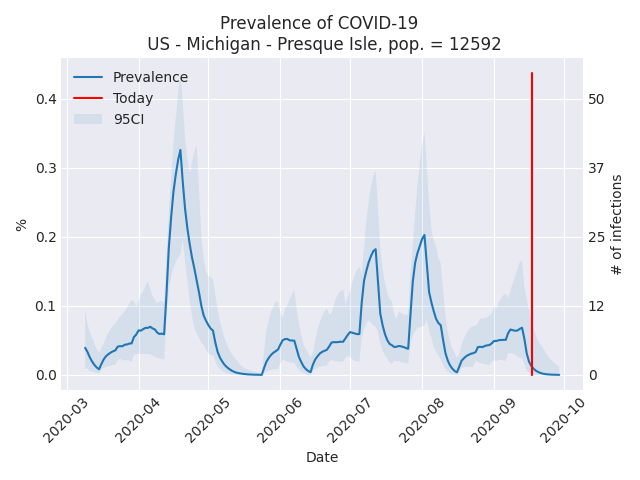 Prevalence of COVID-19
US - Michigan - Presque Isle, pop. = 12592
Prevalence
Today
95CI
0.4
0.3
0.2
0.1
0.0
%
50
37
25
12
0
# of infections
2020-03
2020-04
2020-05
2020-06
2020-07
2020-08
2020-09
2020-10
Date